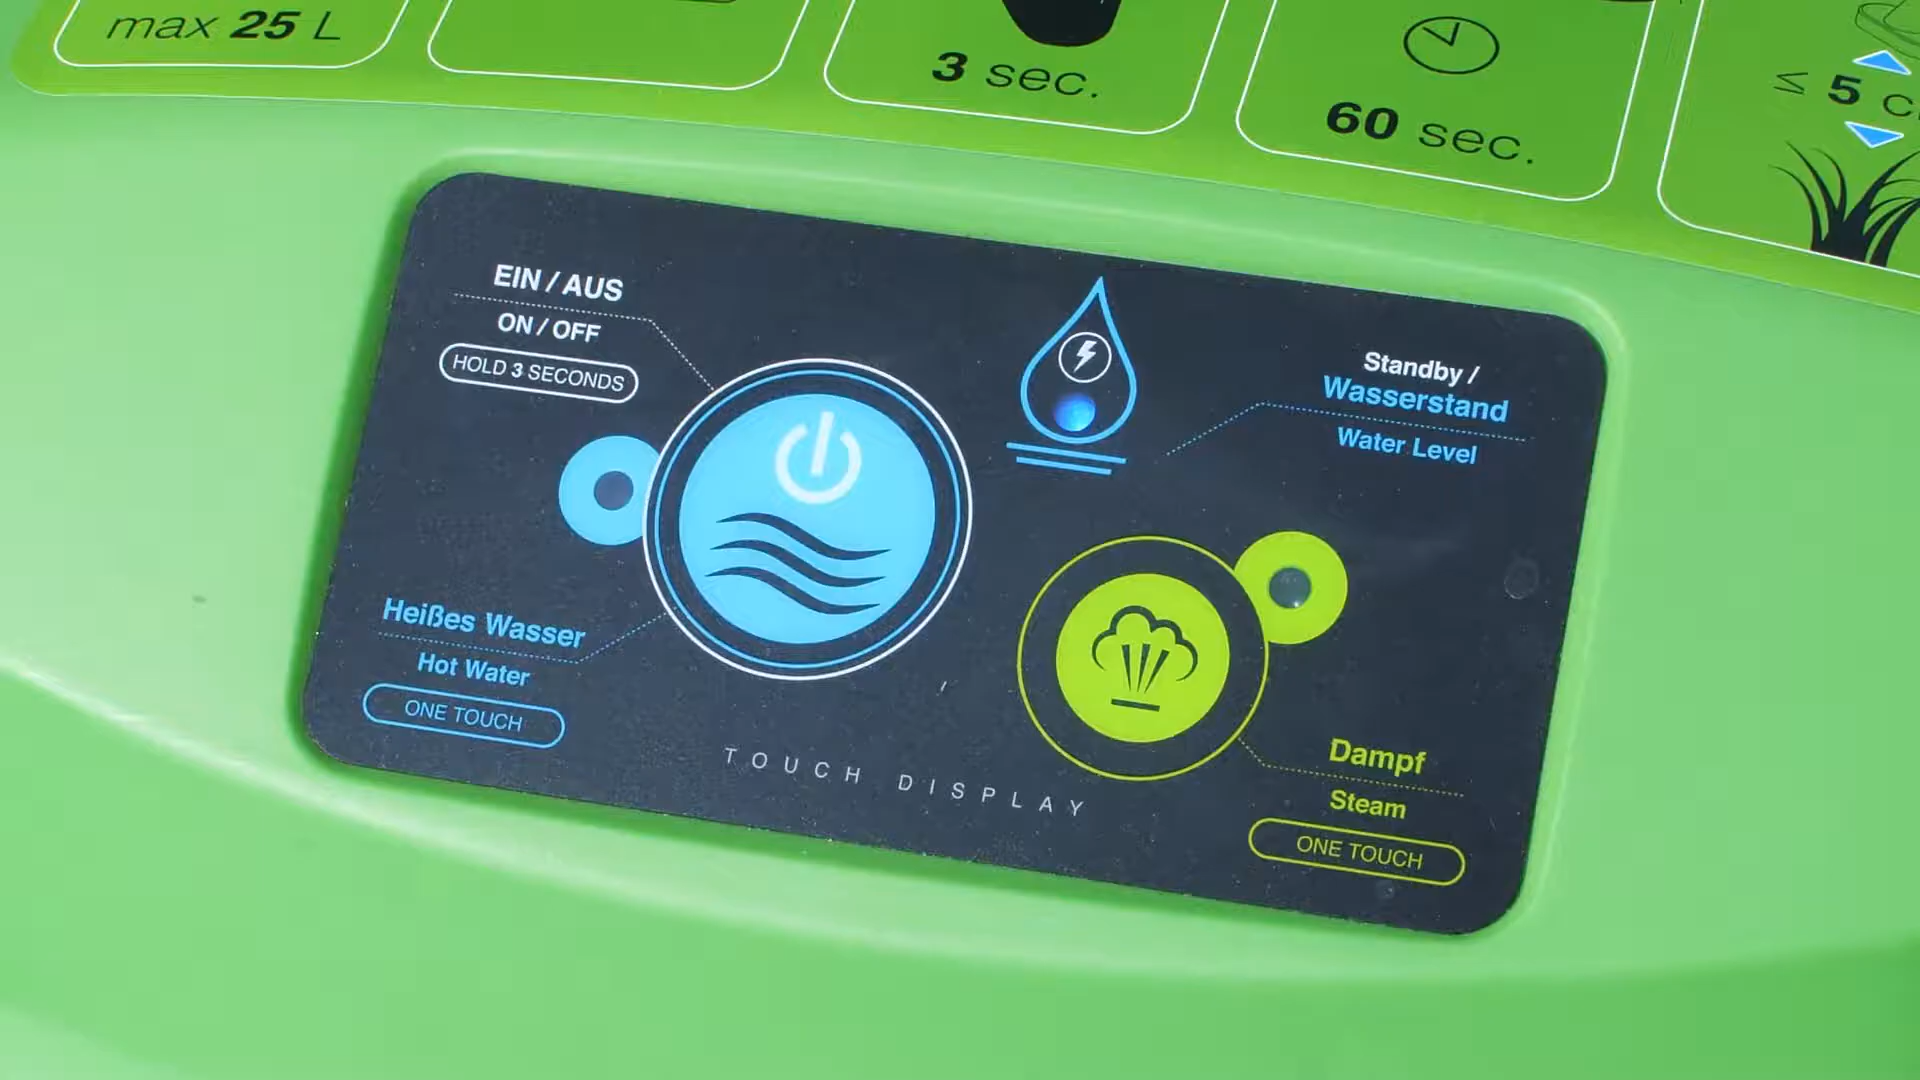 max 25 L
3 sec.
60 sec.
≤ 5
EIN / AUS
ON / OFF
HOLD 3 SECONDS
Standby /
Wasserstand
Water Level
Heißes Wasser
Hot Water
ONE TOUCH
TOUCH DISPLAY
Dampf
Steam
ONE TOUCH